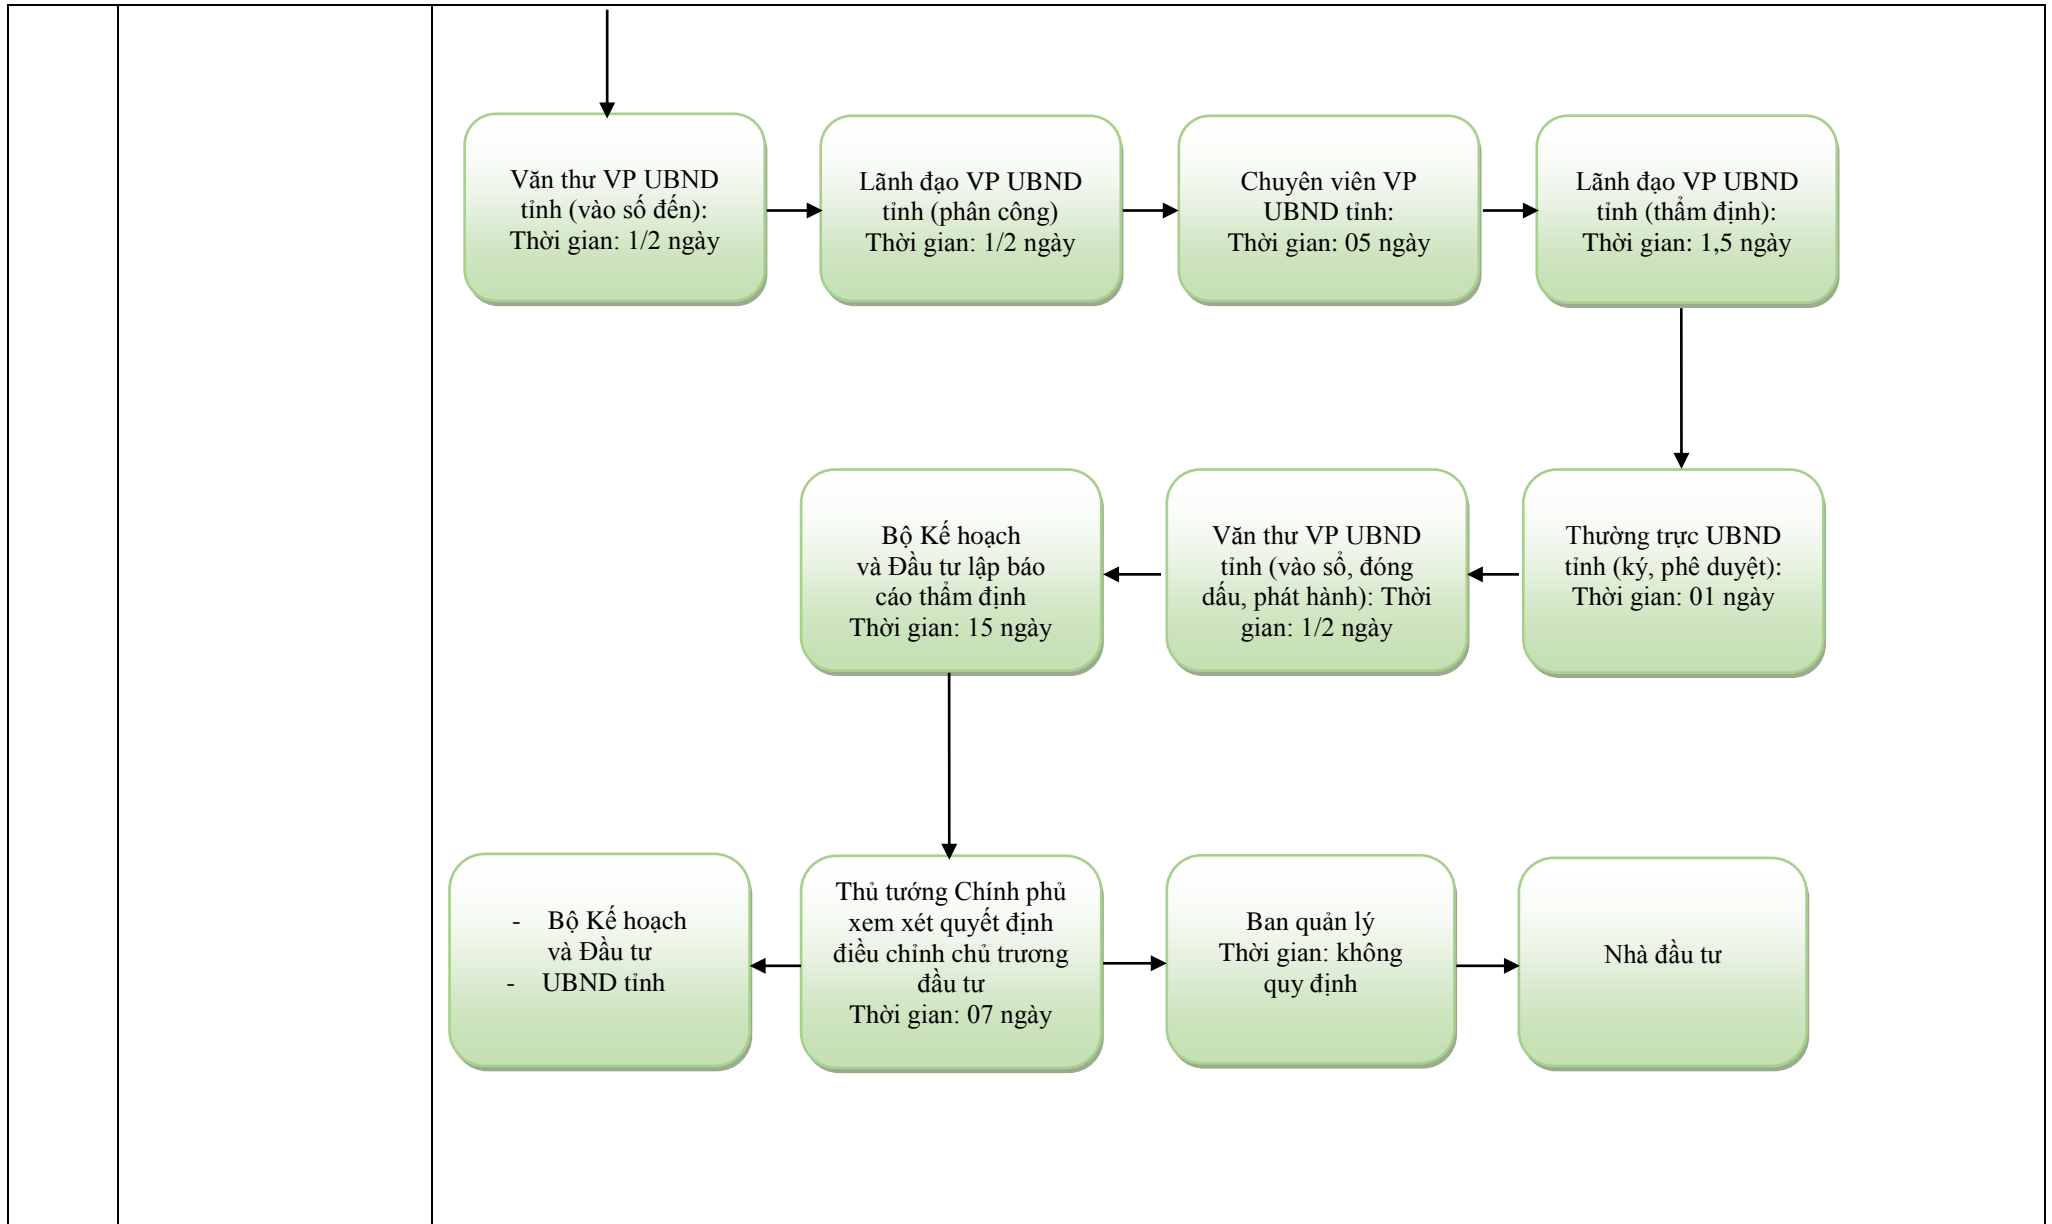 Văn thư VP UBND
tỉnh (vào số đến):
Thời gian: 1/2 ngày
Lãnh đạo VP UBND
tỉnh (phân công)
Thời gian: 1/2 ngày
Chuyên viên VP
UBND tỉnh:
Thời gian: 05 ngày
Lãnh đạo VP UBND
tỉnh (thẩm định):
Thời gian: 1,5 ngày
Bộ Kế hoạch
và Đầu tư lập báo
cáo thẩm định
Thời gian: 15 ngày
Văn thư VP UBND
tỉnh (vào sổ, đóng
dấu, phát hành): Thời
gian: 1/2 ngày
Thường trực UBND
tỉnh (ký, phê duyệt):
Thời gian: 01 ngày
- Bộ Kế hoạch
và Đầu tư
- UBND tỉnh
Thủ tướng Chính phủ
xem xét quyết định
điều chỉnh chủ trương
đầu tư
Thời gian: 07 ngày
Ban quản lý
Thời gian: không
quy định
Nhà đầu tư